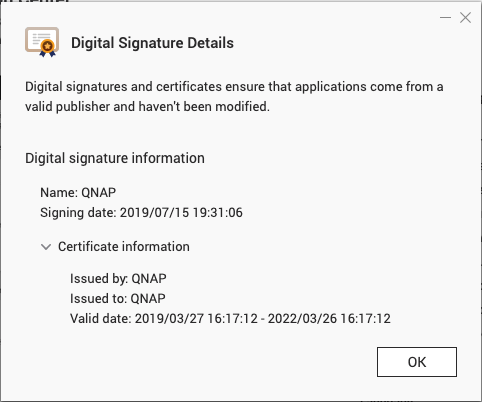 Digital Signature Details
Digital signatures and certificates ensure that applications come from a
valid publisher and haven't been modified.
Digital signature information
Name: QNAP
Signing date: 2019/07/15 19:31:06
Certificate information
Issued by: QNAP
Issued to: QNAP
Valid date: 2019/03/27 16:17:12 - 2022/03/26 16:17:12
OK